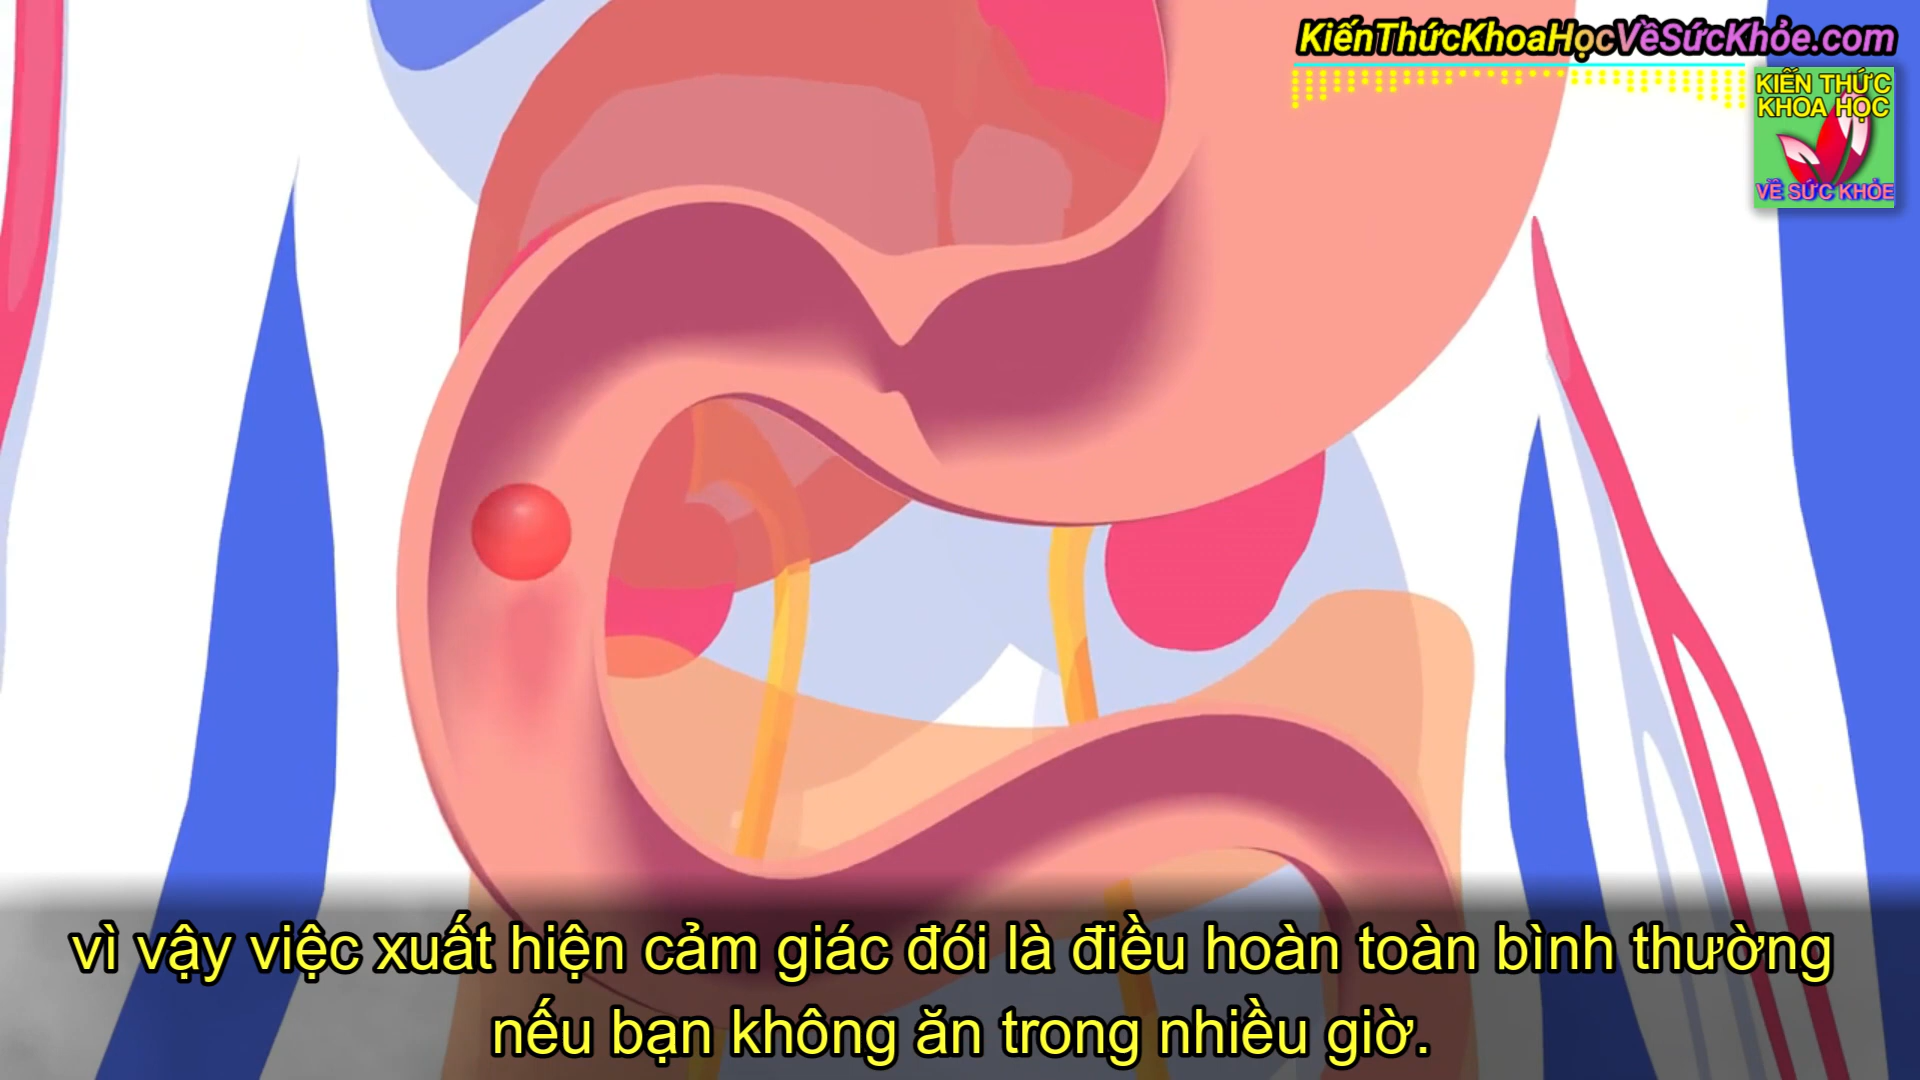 KiếnThứcKhoaHọcVềSứcKhỏe.com
KIẾN THỨC
KHOA HỌC
VỀ SỨC KHỎE
vì vậy việc xuất hiện cảm giác đói là điều hoàn toàn bình thường
nếu bạn không ăn trong nhiều giờ.